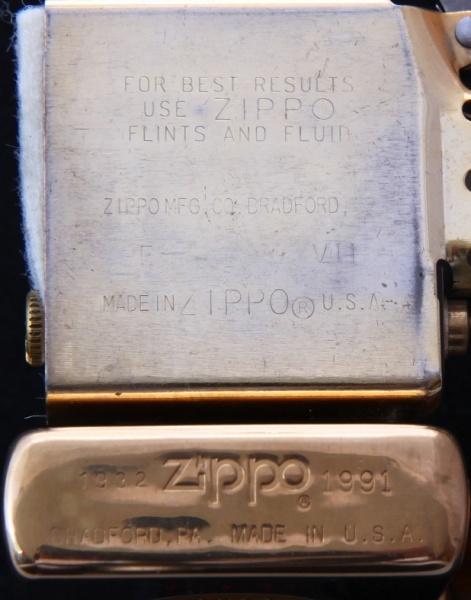 FOR BEST RESULTS
USE ZIPPO
FLINTS AND FLUID
ZIPPO MFG. CO. BRADFORD,
E VII
MADE IN ZIPPO ® U.S.A.
1932 Zippo ® 1991
BRADFORD, PA. MADE IN U.S.A.